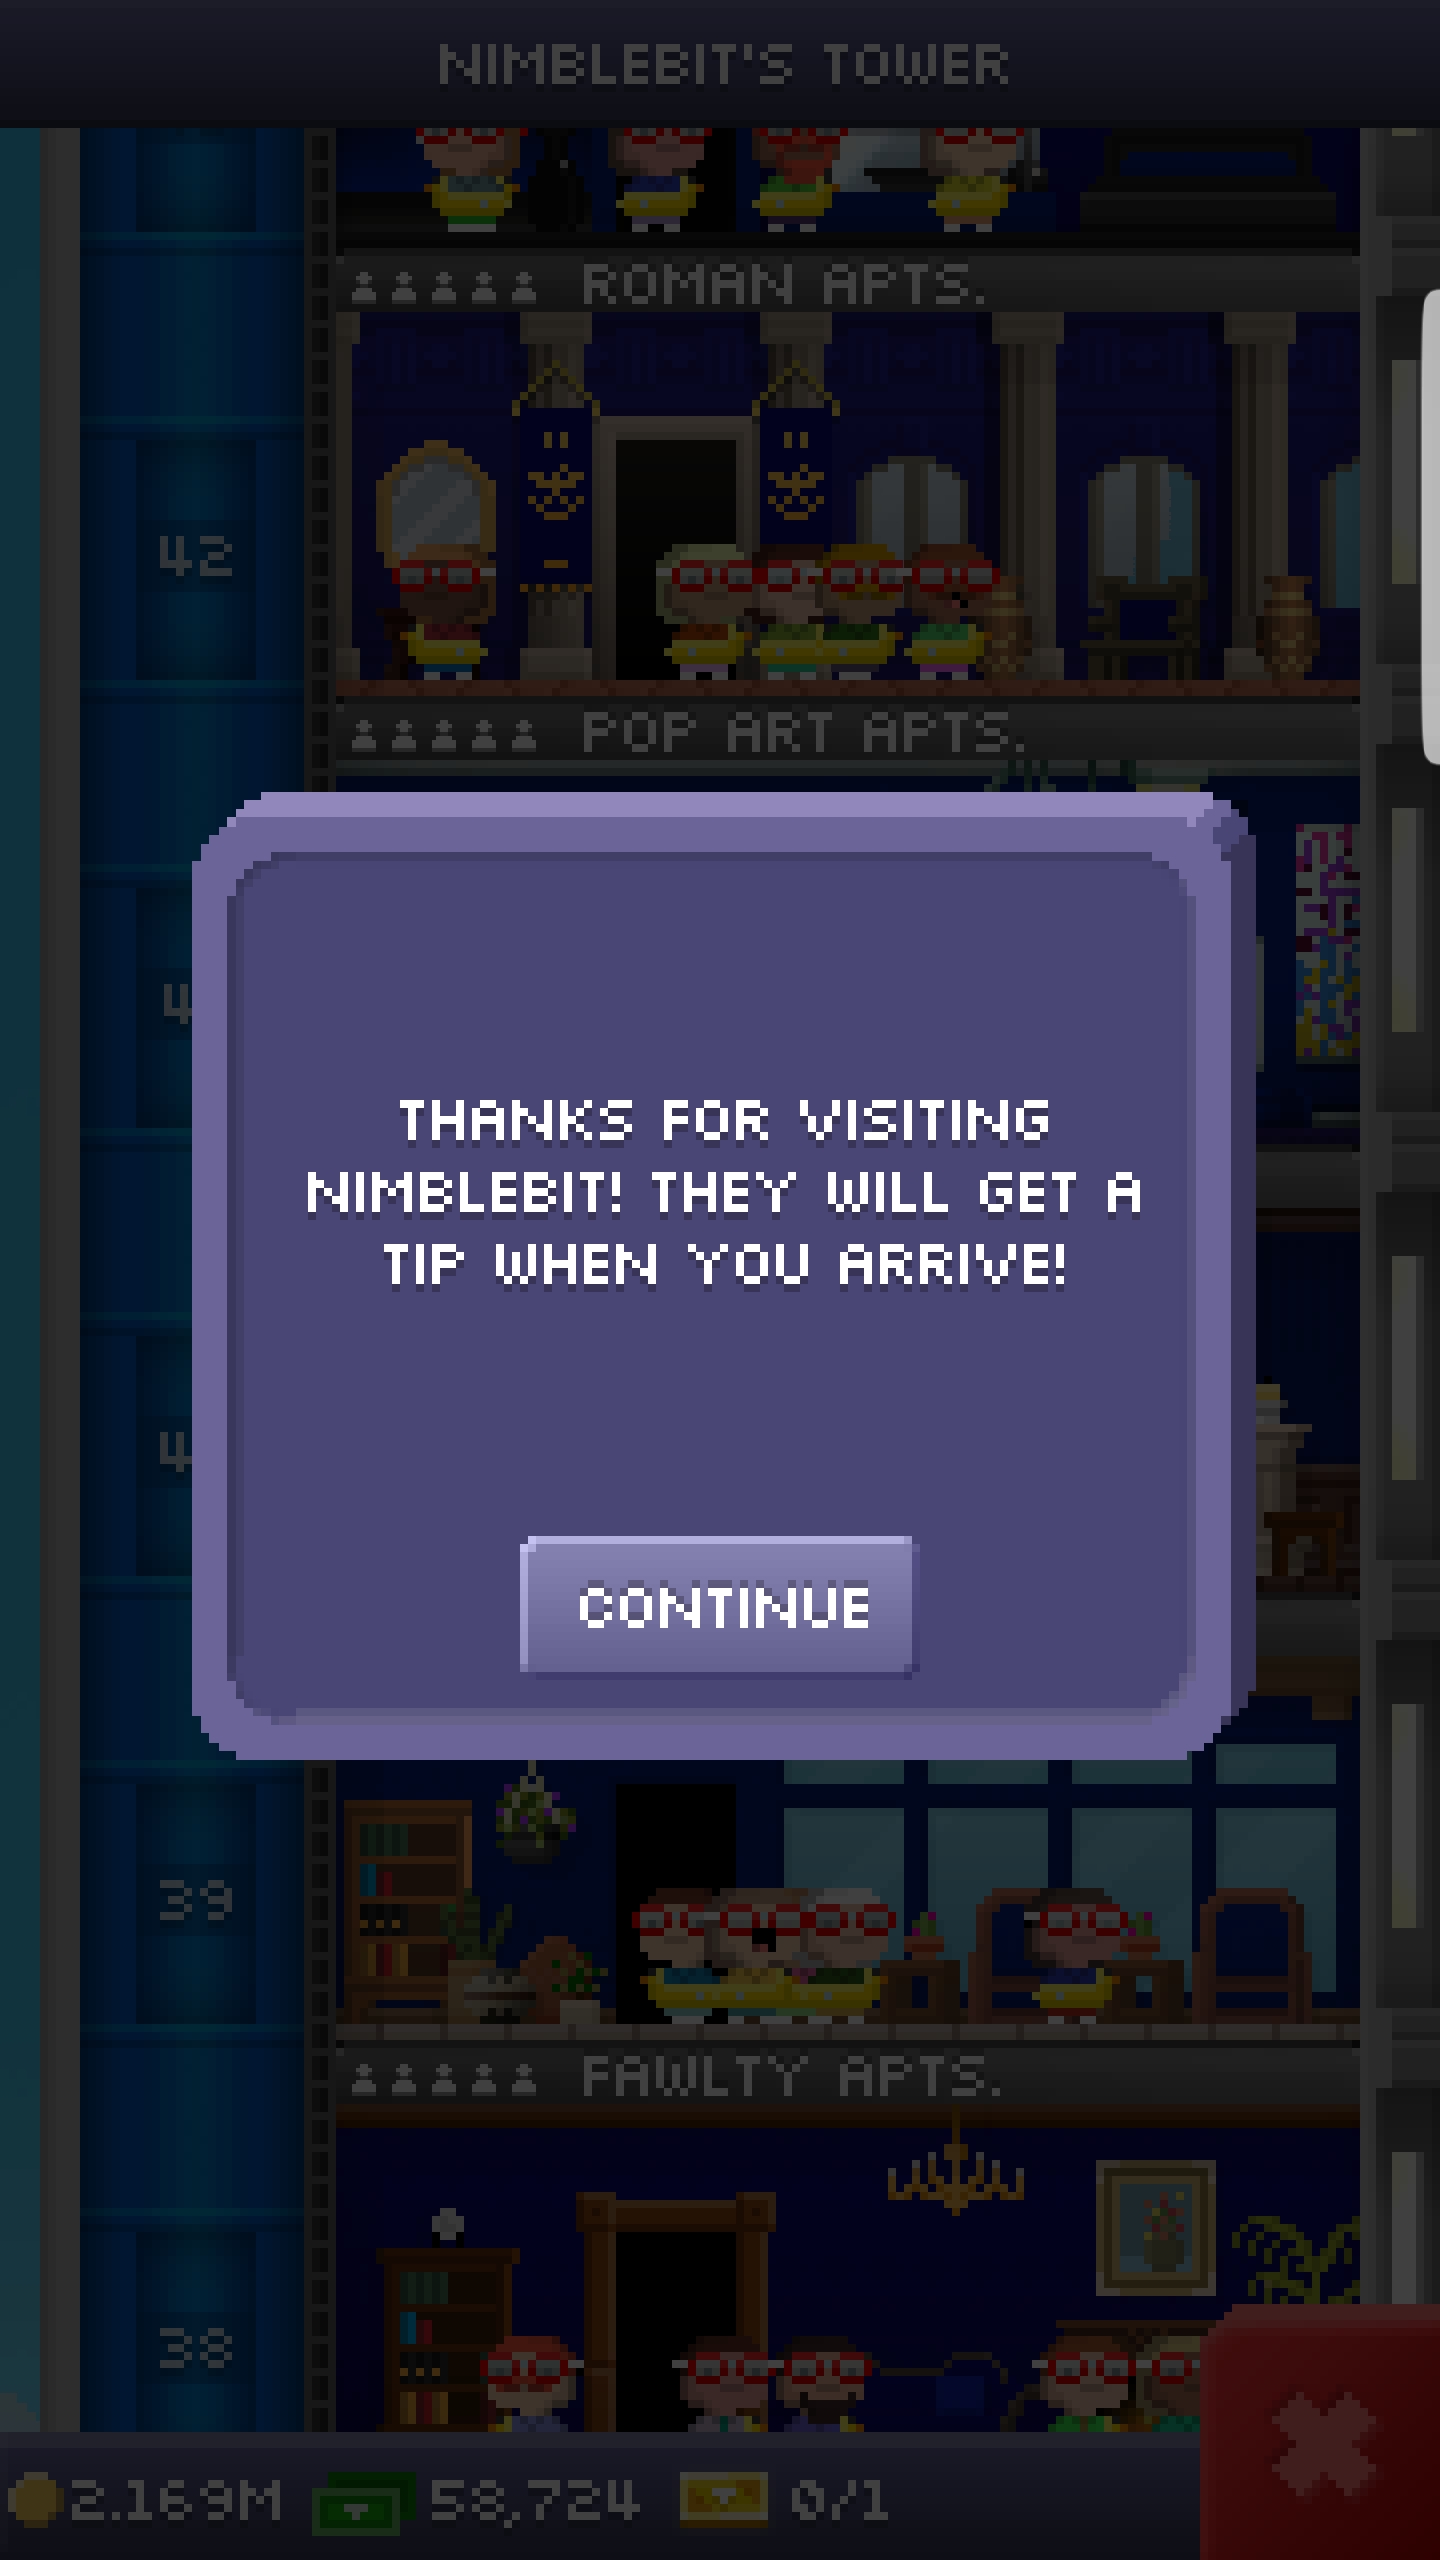 NIMBLEBIT'S TOWER
ROMAN APTS.
42
POP ART APTS.
THANKS FOR VISITING
NIMBLEBIT! THEY WILL GET A
TIP WHEN YOU ARRIVE!
CONTINUE
39
FAWLTY APTS.
38
2.169M 58,724 0/1